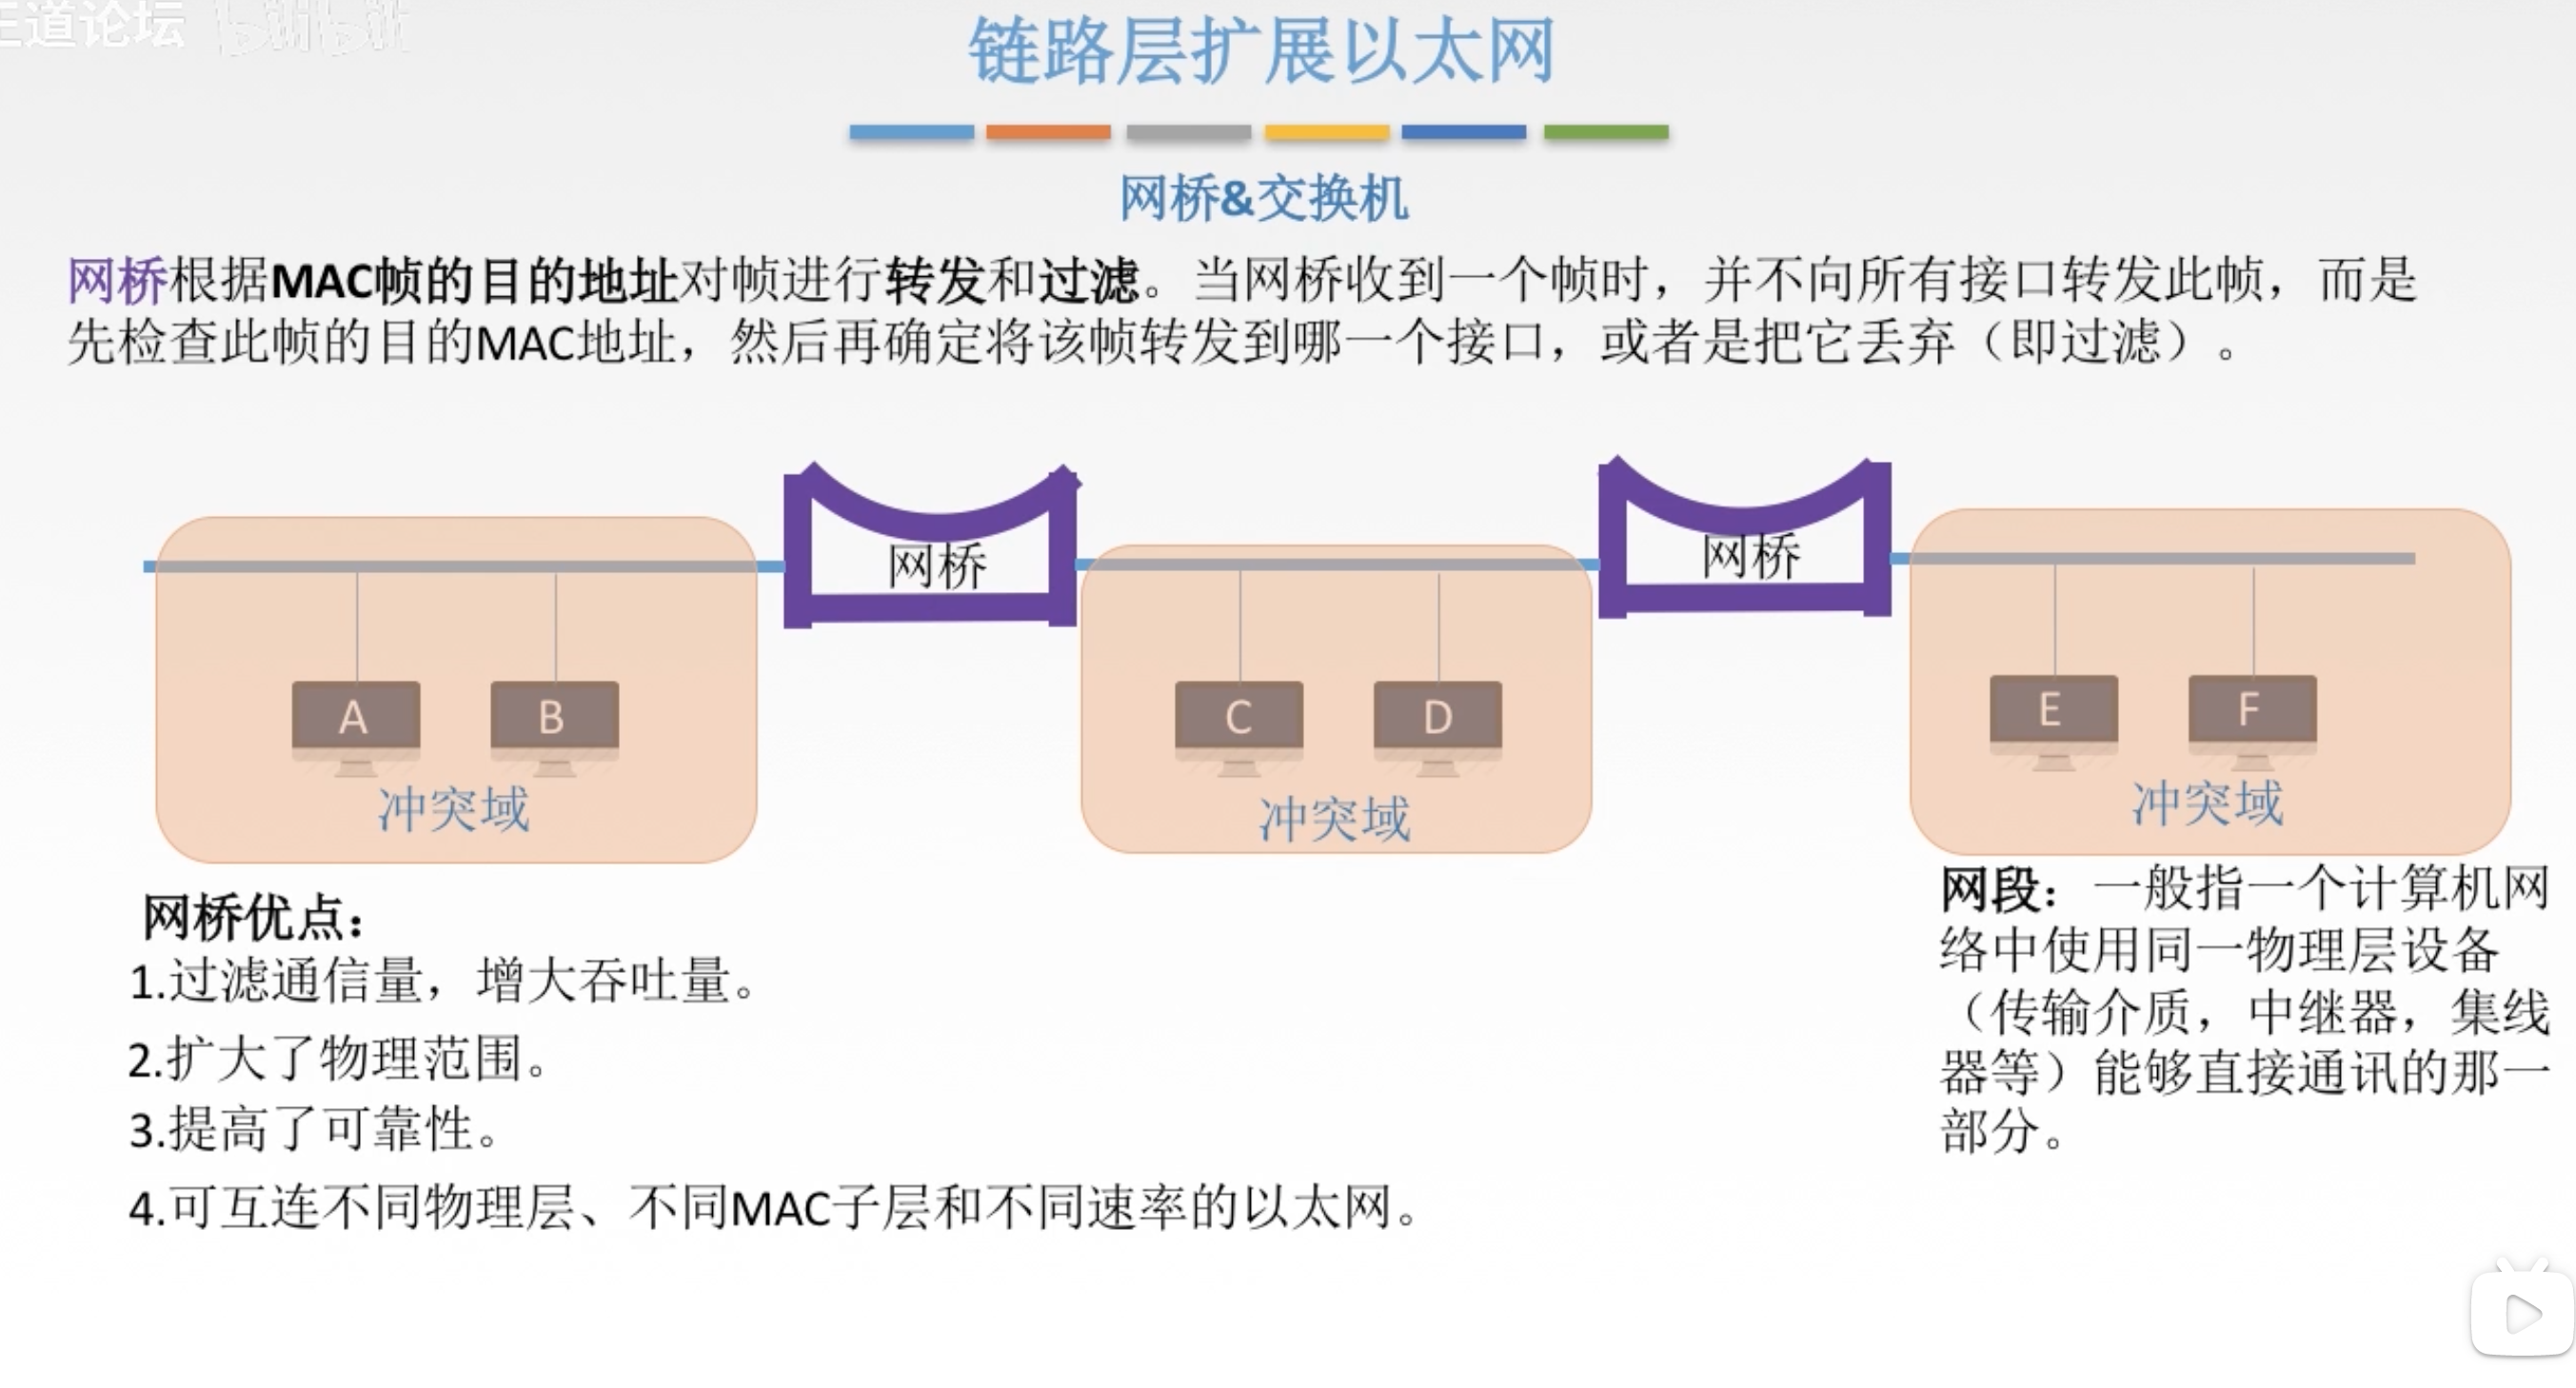 王道论坛 bilibili
链路层扩展以太网
网桥&交换机
网桥根据MAC帧的目的地址对帧进行转发和过滤。当网桥收到一个帧时，并不向所有接口转发此帧，而是
先检查此帧的目的MAC地址，然后再确定将该帧转发到哪一个接口，或者是把它丢弃（即过滤）。
网桥
网桥
A
B
C
D
E
F
冲突域
冲突域
冲突域
网桥优点：
1.过滤通信量，增大吞吐量。
2.扩大了物理范围。
3.提高了可靠性。
4.可互连不同物理层、不同MAC子层和不同速率的以太网。
网段：一般指一个计算机网
络中使用同一物理层设备
（传输介质，中继器，集线
器等）能够直接通讯的那一
部分。